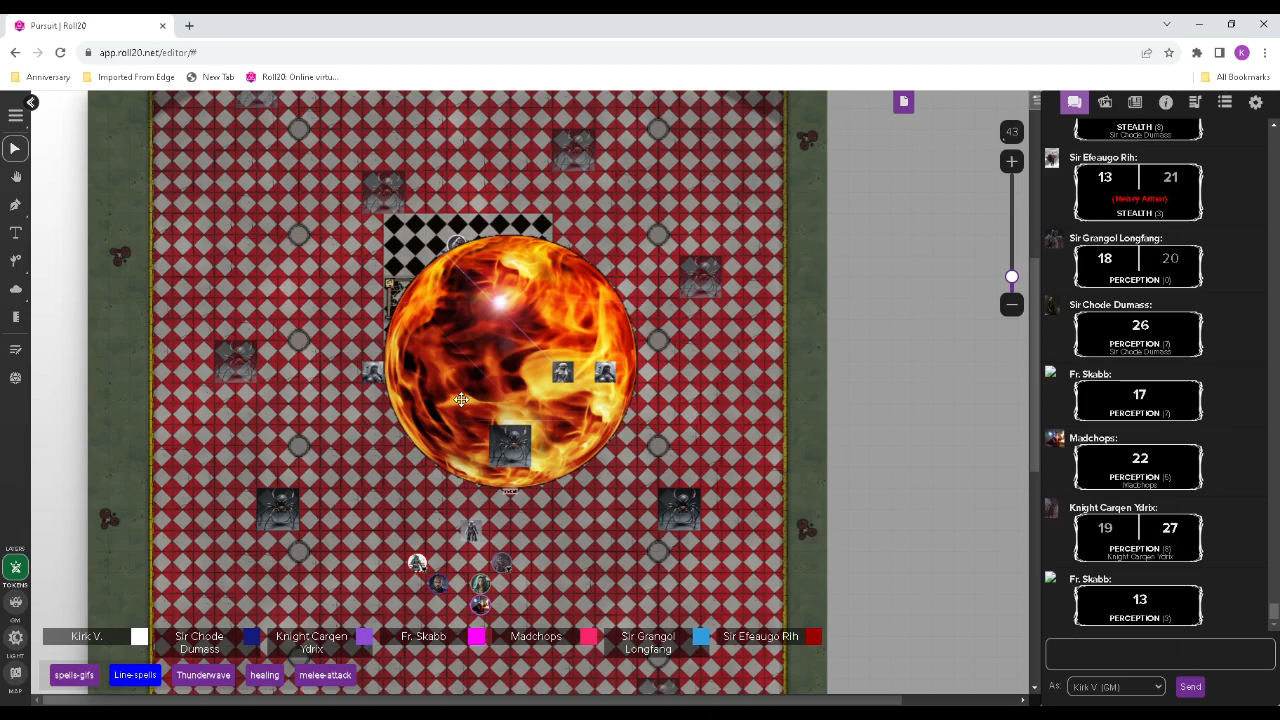 Pursuit | Roll20
app.roll20.net/editor/#
Anniversary
Imported From Edge
New Tab
Roll20: Online virtu...
All Bookmarks
K
.43
STEALTH (8)
Sir Chode Dumass
Sir Efeaugo Rih:
13 21
(Heavy Armor)
STEALTH (3)
Sir Grangol Longfang:
18 20
PERCEPTION (0)
Sir Chode Dumass:
26
PERCEPTION (7)
Sir Chode Dumass
Fr. Skabb:
17
PERCEPTION (7)
Madchops:
22
PERCEPTION (5)
Madchops
Knight Carqen Ydrix:
19 27
PERCEPTION (8)
Knight Carqen Ydrix
Fr. Skabb:
13
PERCEPTION (3)
LAYERS
TOKENS
GM
LIGHT
MAP
Kirk V.
Sir Chode
Dumass
Knight Carqen
Ydrix
Fr. Skabb
Madchops
Sir Grangol
Longfang
Sir Efeaugo Rih
spells-gifs
Line-spells
Thunderwave
healing
melee-attack
As:
Kirk V. (GM)
Send